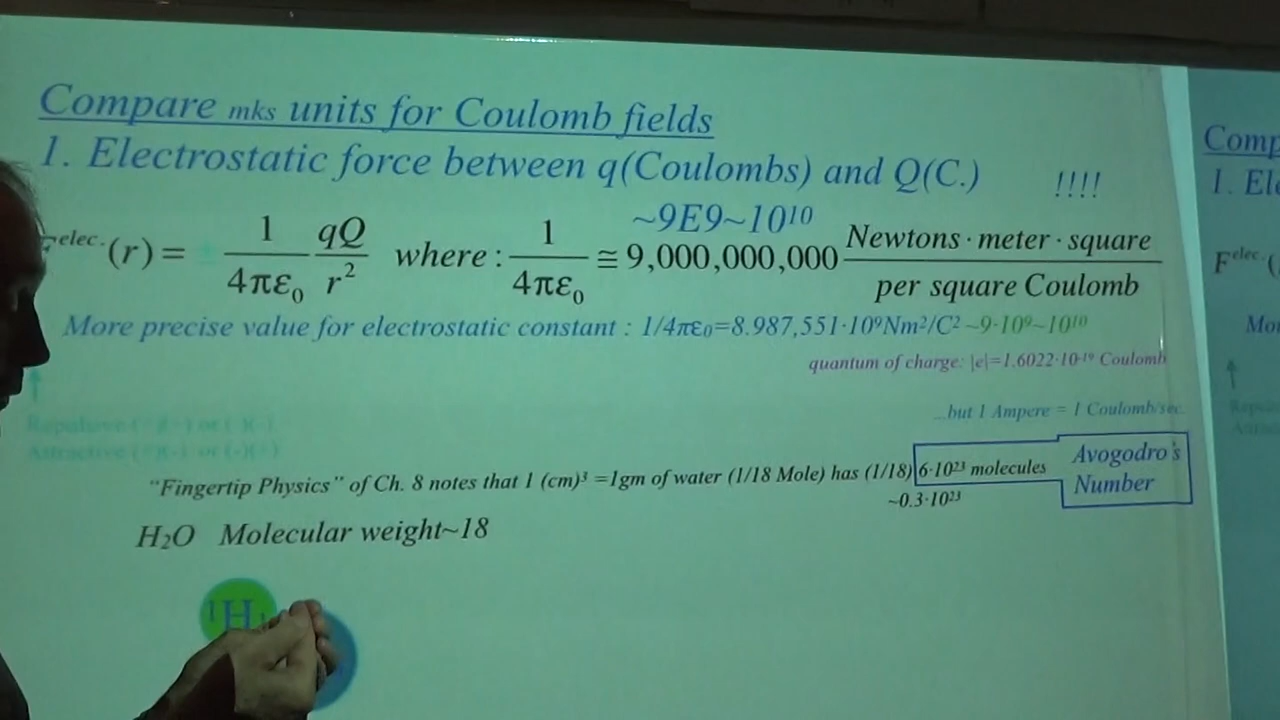 Compare mks units for Coulomb fields
1. Electrostatic force between q(Coulombs) and Q(C.) !!!!
~9E9~10¹⁰
Fᵉˡᵉᶜ·(r) = 1/4πε₀ qQ/r² where : 1/4πε₀ ≅ 9,000,000,000 Newtons · meter · square / per square Coulomb
More precise value for electrostatic constant : 1/4πε₀=8.987,551·10⁹Nm²/C² ~9·10⁹~10¹⁰
quantum of charge: |e|=1.6022·10⁻¹⁹ Coulomb
...but 1 Ampere = 1 Coulomb/sec.
"Fingertip Physics" of Ch. 8 notes that 1 (cm)³ =1gm of water (1/18 Mole) has (1/18) 6·10²³ molecules
Avogodro's
Number
~0.3·10²³
H₂O Molecular weight~18
¹H
Comp
1. El
Fᵉˡᵉᶜ·(
Mo